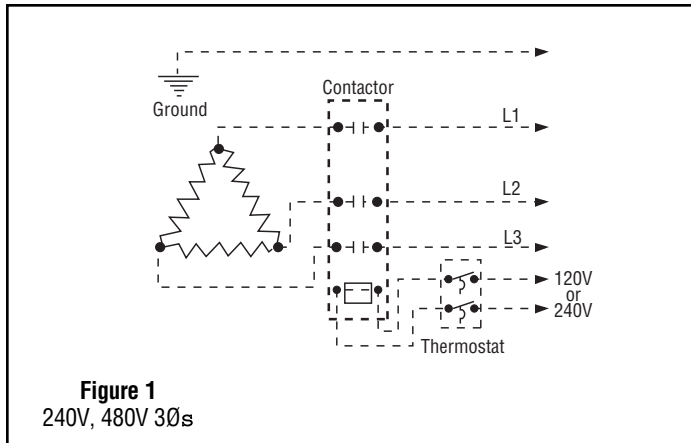 Ground
Contactor
L1
L2
L3
120V
or
240V
Thermostat
Figure 1
240V, 480V 3Øs